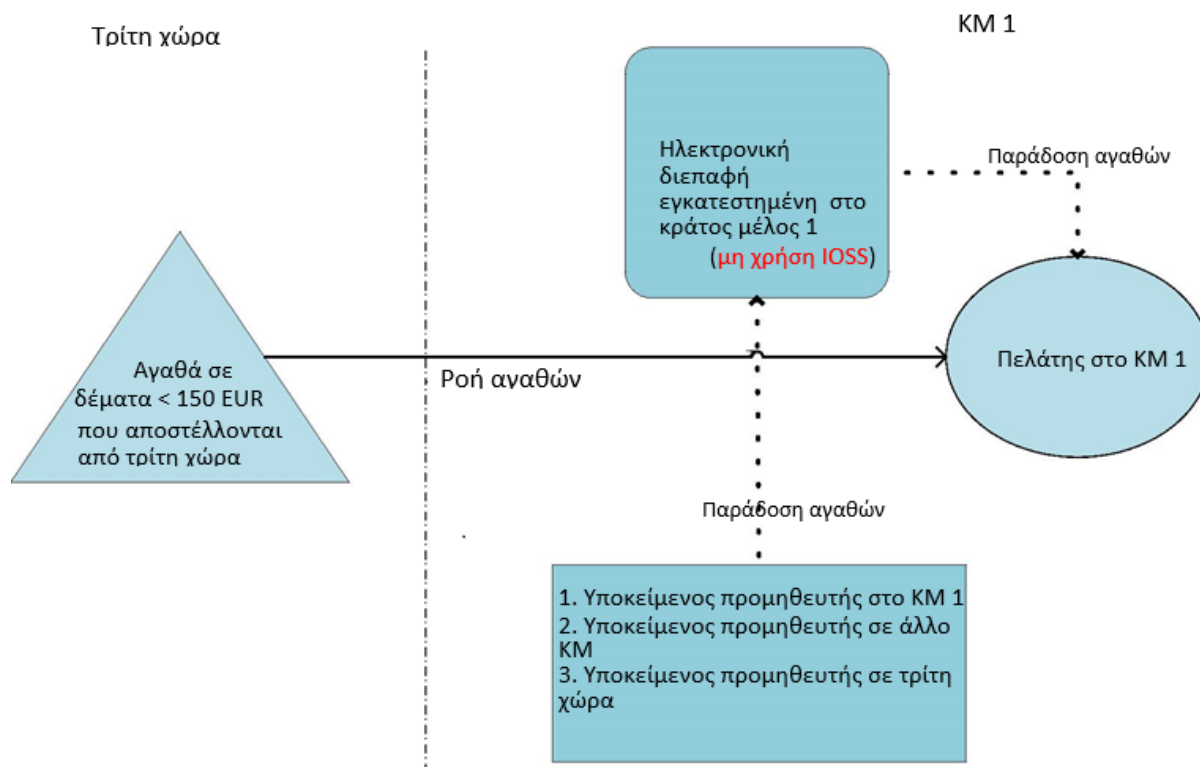 Τρίτη χώρα
ΚΜ 1
Ηλεκτρονική
διεπαφή
εγκατεστημένη στο
κράτος μέλος 1
(μη χρήση IOSS)
Παράδοση αγαθών
Αγαθά σε
δέματα < 150 EUR
που αποστέλλονται
από τρίτη χώρα
Ροή αγαθών
Πελάτης στο ΚΜ 1
Παράδοση αγαθών
1. Υποκείμενος προμηθευτής στο ΚΜ 1
2. Υποκείμενος προμηθευτής σε άλλο
ΚΜ
3. Υποκείμενος προμηθευτής σε τρίτη
χώρα